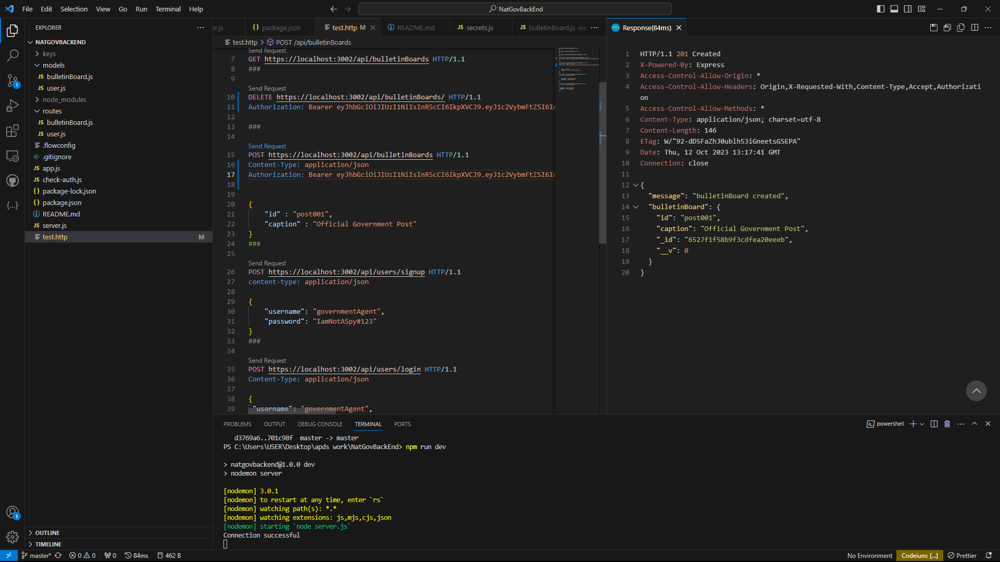 File Edit Selection View Go Run Terminal Help
NatGovBackEnd
EXPLORER
NATGOVBACKEND
keys
models
JS bulletinBoard.js
JS user.js
node_modules
routes
JS bulletinBoard.js
JS user.js
.flowconfig
.gitignore
JS app.js
JS check-auth.js
{} package-lock.json
{} package.json
README.md
JS server.js
test.http M
OUTLINE
TIMELINE
er.js {} package.json test.http M README.md JS secrets.js JS bulletinBoard.js mo
test.http > POST /api/bulletinBoards
Send Request
7 GET https://localhost:3002/api/bulletinBoards HTTP/1.1
8 ###
9
Send Request
10 DELETE https://localhost:3002/api/bulletinBoards/ HTTP/1.1
11 Authorization: Bearer eyJhbGciOiJIUzI1NiIsInR5cCI6IkpXVCJ9.eyJ1c2VybmFtZSI6In
12
13 ###
14
Send Request
15 POST https://localhost:3002/api/bulletinBoards HTTP/1.1
16 Content-Type: application/json
17 Authorization: Bearer eyJhbGciOiJIUzI1NiIsInR5cCI6IkpXVCJ9.eyJ1c2VybmFtZSI6In
18
19
20 {
21 "id" : "post001",
22 "caption" : "Official Government Post"
23 }
24 ###
25
Send Request
26 POST https://localhost:3002/api/users/signup HTTP/1.1
27 content-type: application/json
28
29 {
30 "username": "governmentAgent",
31 "password": "IamNotASpy#123"
32 }
33 ###
34
Send Request
35 POST https://localhost:3002/api/users/login HTTP/1.1
36 Content-Type: application/json
37
38 {
39 "username": "governmentAgent",
Response(84ms)
1 HTTP/1.1 201 Created
2 X-Powered-By: Express
3 Access-Control-Allow-Origin: *
4 Access-Control-Allow-Headers: Origin,X-Requested-With,Content-Type,Accept,Authorizati
on
5 Access-Control-Allow-Methods: *
6 Content-Type: application/json; charset=utf-8
7 Content-Length: 146
8 ETag: W/"92-dD5FaZhJ0ublh53iGneetsGSEPA"
9 Date: Thu, 12 Oct 2023 13:17:41 GMT
10 Connection: close
11
12 {
13 "message": "bulletinBoard created",
14 "bulletinBoard": {
15 "id": "post001",
16 "caption": "Official Government Post",
17 "_id": "6527f1f58b9f3cdfea20eeeb",
18 "__v": 0
19 }
20 }
PROBLEMS OUTPUT DEBUG CONSOLE TERMINAL PORTS
powershell
d3769a6..701c98f master -> master
PS C:\Users\USER\Desktop\apds work\NatGovBackEnd> npm run dev
> natgovbackend@1.0.0 dev
> nodemon server
[nodemon] 3.0.1
[nodemon] to restart at any time, enter `rs`
[nodemon] watching path(s): *.*
[nodemon] watching extensions: js,mjs,cjs,json
[nodemon] starting `node server.js`
Connection successful
1
1
master* 0 0 0 84ms 462 B
No Environment Codeium: {...} Prettier